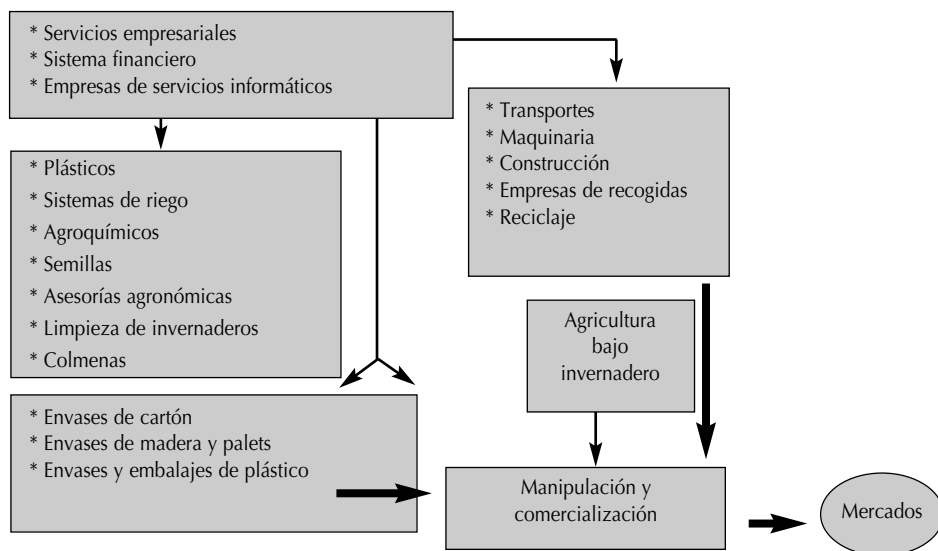 * Servicios empresariales
* Sistema financiero
* Empresas de servicios informáticos
* Transportes
* Maquinaria
* Construcción
* Empresas de recogidas
* Reciclaje
* Plásticos
* Sistemas de riego
* Agroquímicos
* Semillas
* Asesorías agronómicas
* Limpieza de invernaderos
* Colmenas
Agricultura
bajo
invernadero
* Envases de cartón
* Envases de madera y palets
* Envases y embalajes de plástico
Manipulación y
comercialización
Mercados